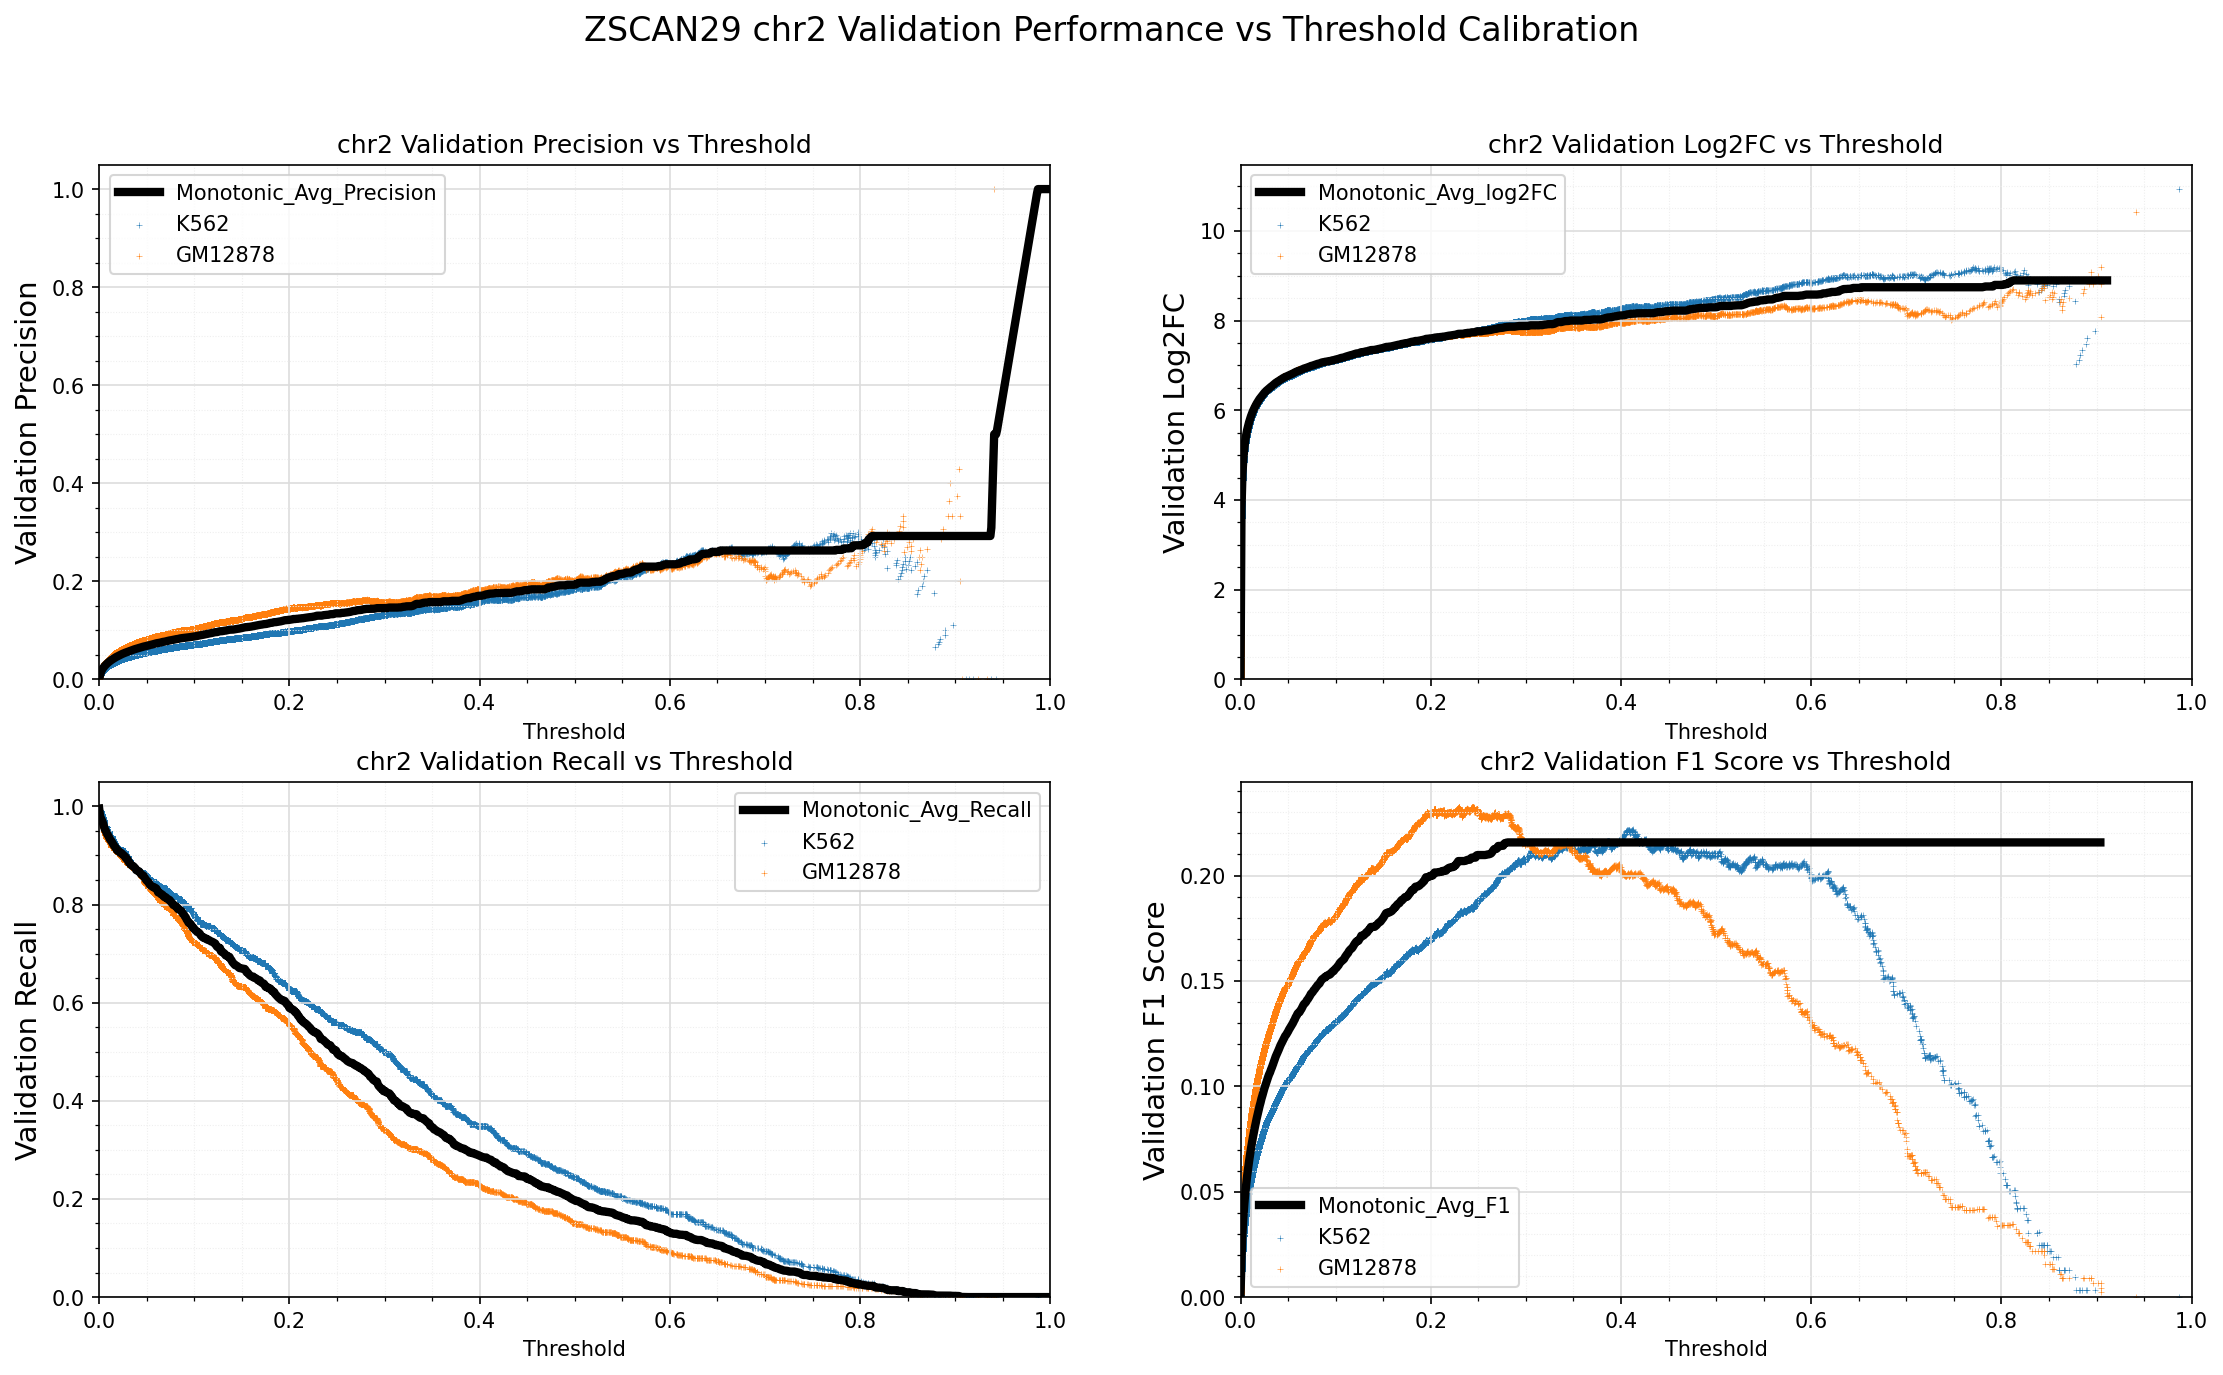 ZSCAN29 chr2 Validation Performance vs Threshold Calibration
chr2 Validation Precision vs Threshold
Validation Precision
1.0
0.8
0.6
0.4
0.2
0.0
Monotonic_Avg_Precision
K562
GM12878
0.0 0.2 0.4 0.6 0.8 1.0
Threshold
chr2 Validation Log2FC vs Threshold
Validation Log2FC
10
8
6
4
2
0
Monotonic_Avg_log2FC
K562
GM12878
0.0 0.2 0.4 0.6 0.8 1.0
Threshold
chr2 Validation Recall vs Threshold
Validation Recall
1.0
0.8
0.6
0.4
0.2
0.0
Monotonic_Avg_Recall
K562
GM12878
0.0 0.2 0.4 0.6 0.8 1.0
Threshold
chr2 Validation F1 Score vs Threshold
Validation F1 Score
0.20
0.15
0.10
0.05
0.00
Monotonic_Avg_F1
K562
GM12878
0.0 0.2 0.4 0.6 0.8 1.0
Threshold